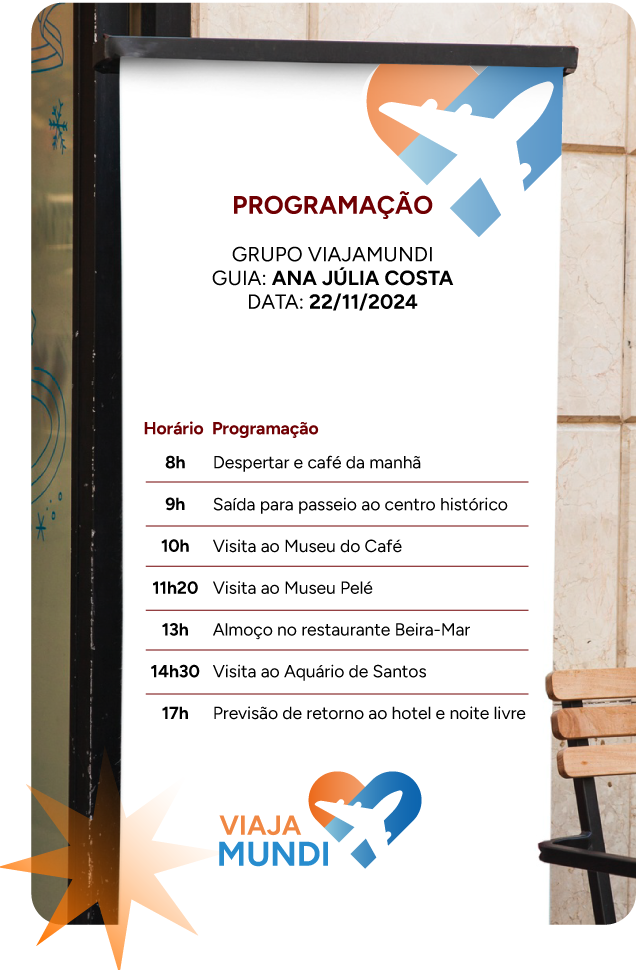 PROGRAMAÇÃO
GRUPO VIAJAMUNDI
GUIA: ANA JÚLIA COSTA
DATA: 22/11/2024
Horário Programação
8h Despertar e café da manhã
9h Saída para passeio ao centro histórico
10h Visita ao Museu do Café
11h20 Visita ao Museu Pelé
13h Almoço no restaurante Beira-Mar
14h30 Visita ao Aquário de Santos
17h Previsão de retorno ao hotel e noite livre
VIAJA
MUNDI